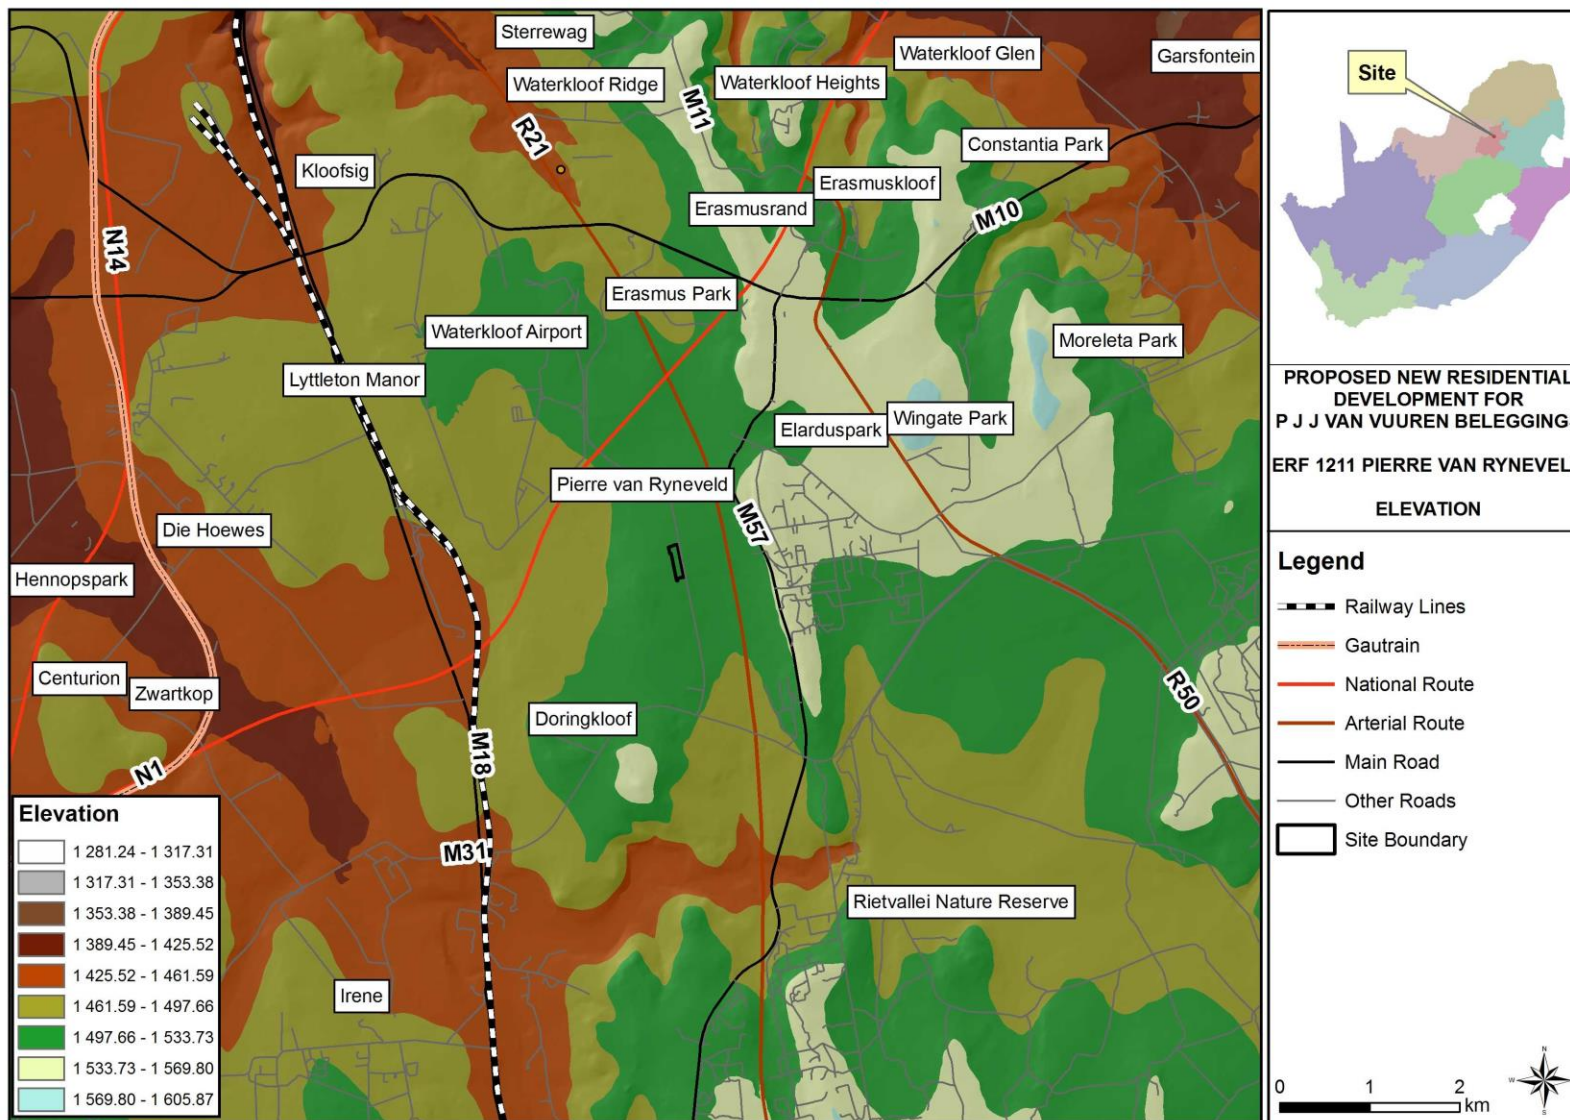 Sterrewag
Waterkloof Glen
Garsfontein
Waterkloof Ridge
Waterkloof Heights
M11
R21
Constantia Park
Kloofsig
Erasmuskloof
Erasmusrand
M10
N14
Erasmus Park
Waterkloof Airport
Moreleta Park
Lyttleton Manor
Wingate Park
Elarduspark
Pierre van Ryneveld
M57
Die Hoewes
Hennopspark
Centurion
Zwartkop
R50
Doringkloof
M18
N1
M31
Rietvallei Nature Reserve
Irene
Elevation
1 281.24 - 1 317.31
1 317.31 - 1 353.38
1 353.38 - 1 389.45
1 389.45 - 1 425.52
1 425.52 - 1 461.59
1 461.59 - 1 497.66
1 497.66 - 1 533.73
1 533.73 - 1 569.80
1 569.80 - 1 605.87
Site
PROPOSED NEW RESIDENTIAL
DEVELOPMENT FOR
P J J VAN VUUREN BELEGGING
ERF 1211 PIERRE VAN RYNEVEL
ELEVATION
Legend
Railway Lines
Gautrain
National Route
Arterial Route
Main Road
Other Roads
Site Boundary
N
W
S
0 1 2
km